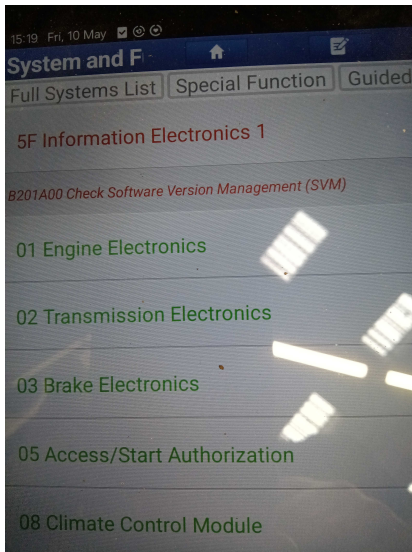 15:19 Fri, 10 May
System and F
Full Systems List
Special Function
Guided
5F Information Electronics 1
B201A00 Check Software Version Management (SVM)
01 Engine Electronics
02 Transmission Electronics
03 Brake Electronics
05 Access/Start Authorization
08 Climate Control Module